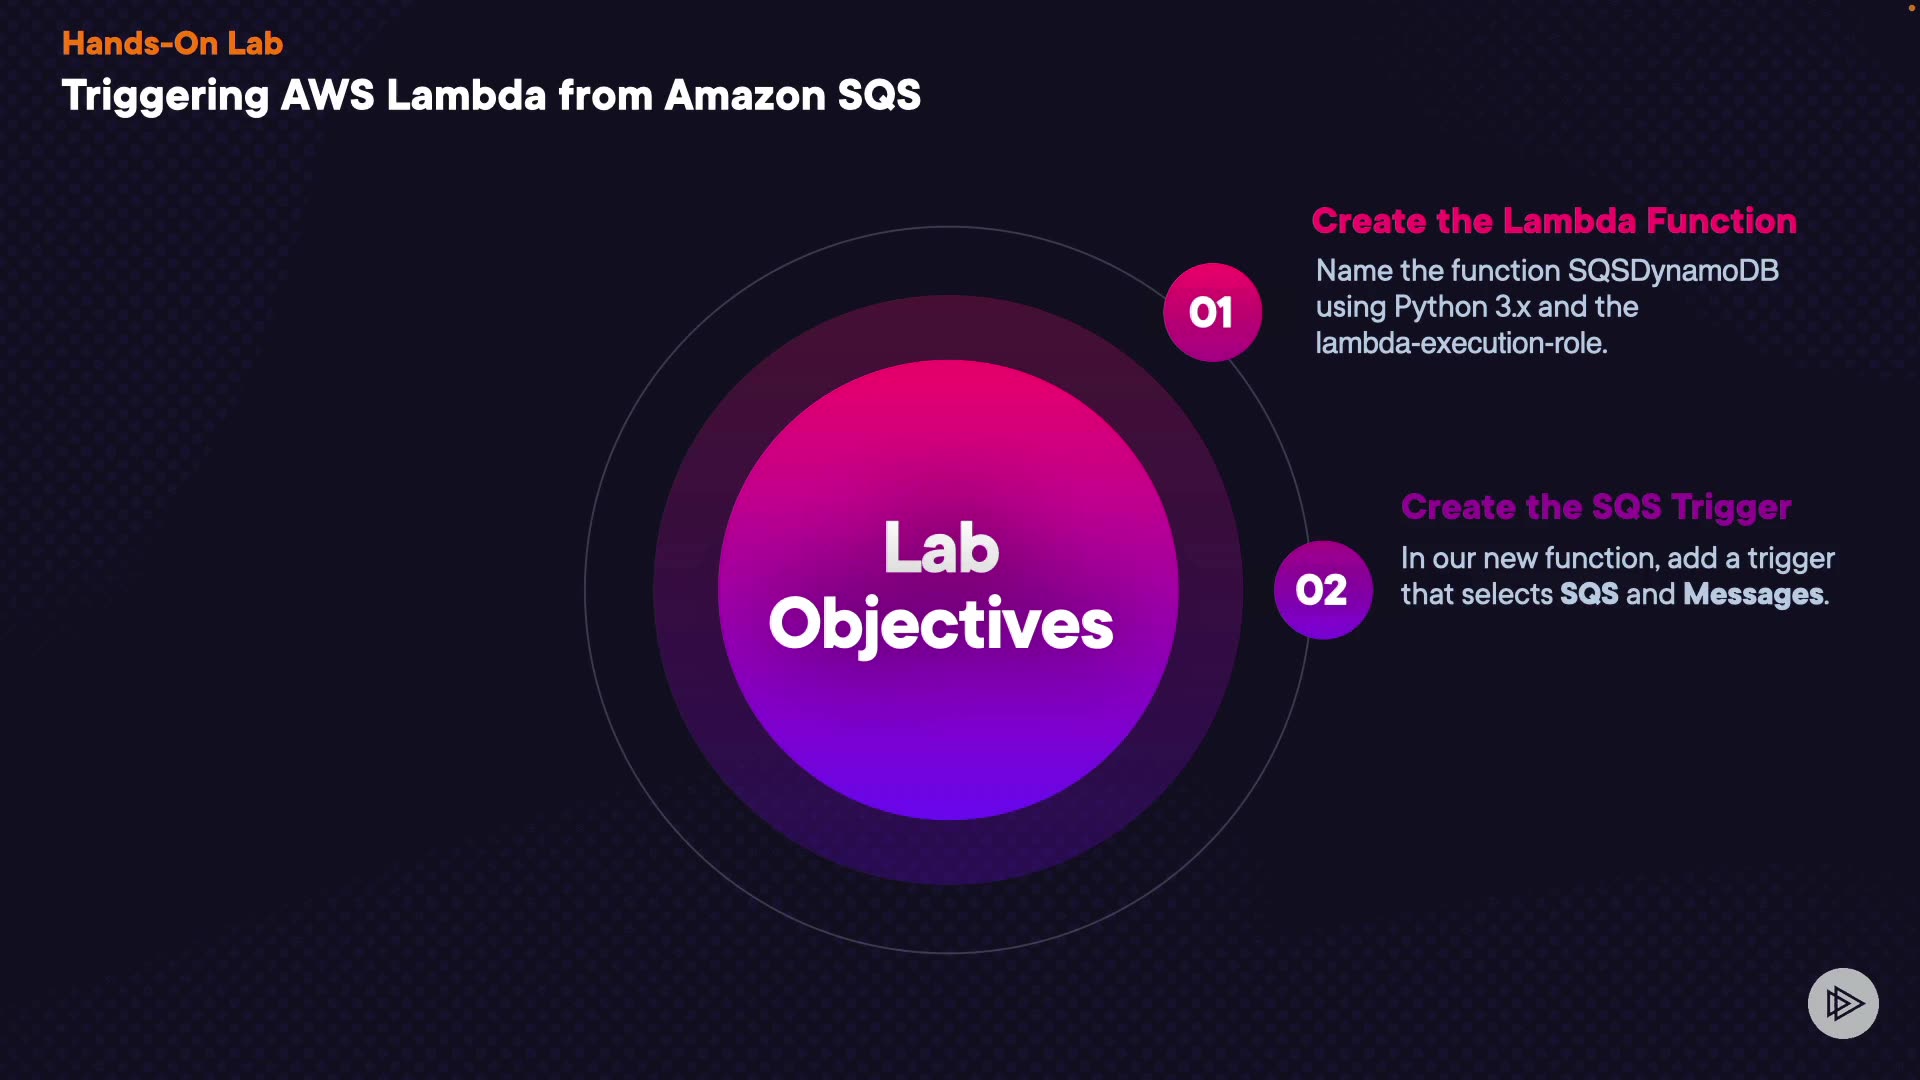 Hands-On Lab
Triggering AWS Lambda from Amazon SQS
Lab
Objectives
01
Create the Lambda Function
Name the function SQSDynamoDB
using Python 3.x and the
lambda-execution-role.
02
Create the SQS Trigger
In our new function, add a trigger
that selects SQS and Messages.